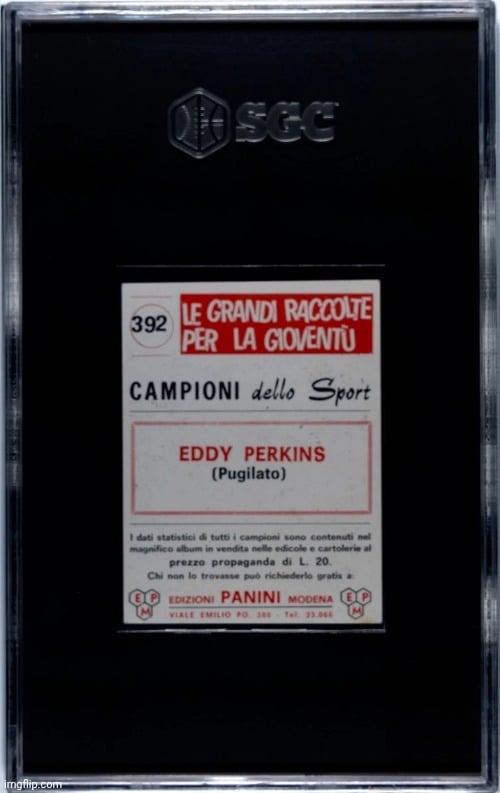 SGC
392
LE GRANDI RACCOLTE
PER LA GIOVENTÙ
CAMPIONI dello Sport
EDDY PERKINS
(Pugilato)
I dati statistici di tutti i campioni sono contenuti nel
magnifico album in vendita nelle edicole e cartolerie al
prezzo propaganda di L. 20.
Chi non lo trovasse può richiederlo gratis a:
E P M
EDIZIONI PANINI MODENA
E P M
VIALE EMILIO PO, 380 - Tel. 33.066
imgflip.com